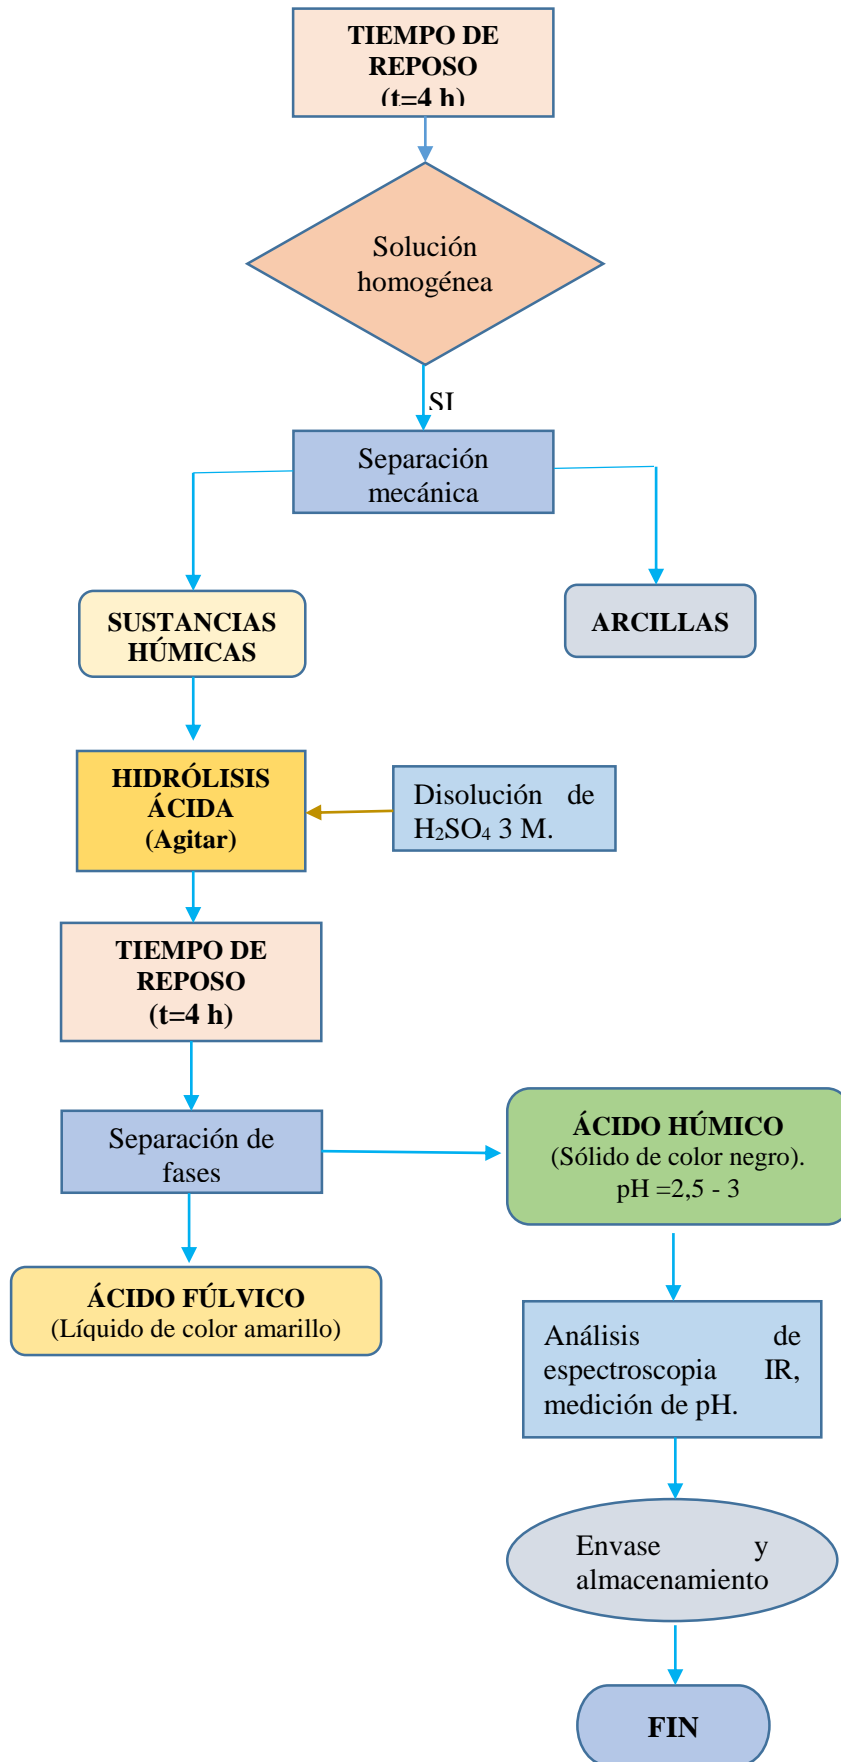 TIEMPO DE
REPOSO
(t=4 h)
Solución
homogénea
SI
Separación
mecánica
SUSTANCIAS
HÚMICAS
ARCILLAS
HIDRÓLISIS
ÁCIDA
(Agitar)
Disolución de
H₂SO₄ 3 M.
TIEMPO DE
REPOSO
(t=4 h)
Separación de
fases
ÁCIDO HÚMICO
(Sólido de color negro).
pH =2,5 - 3
ÁCIDO FÚLVICO
(Líquido de color amarillo)
Análisis de
espectroscopia IR,
medición de pH.
Envase y
almacenamiento
FIN